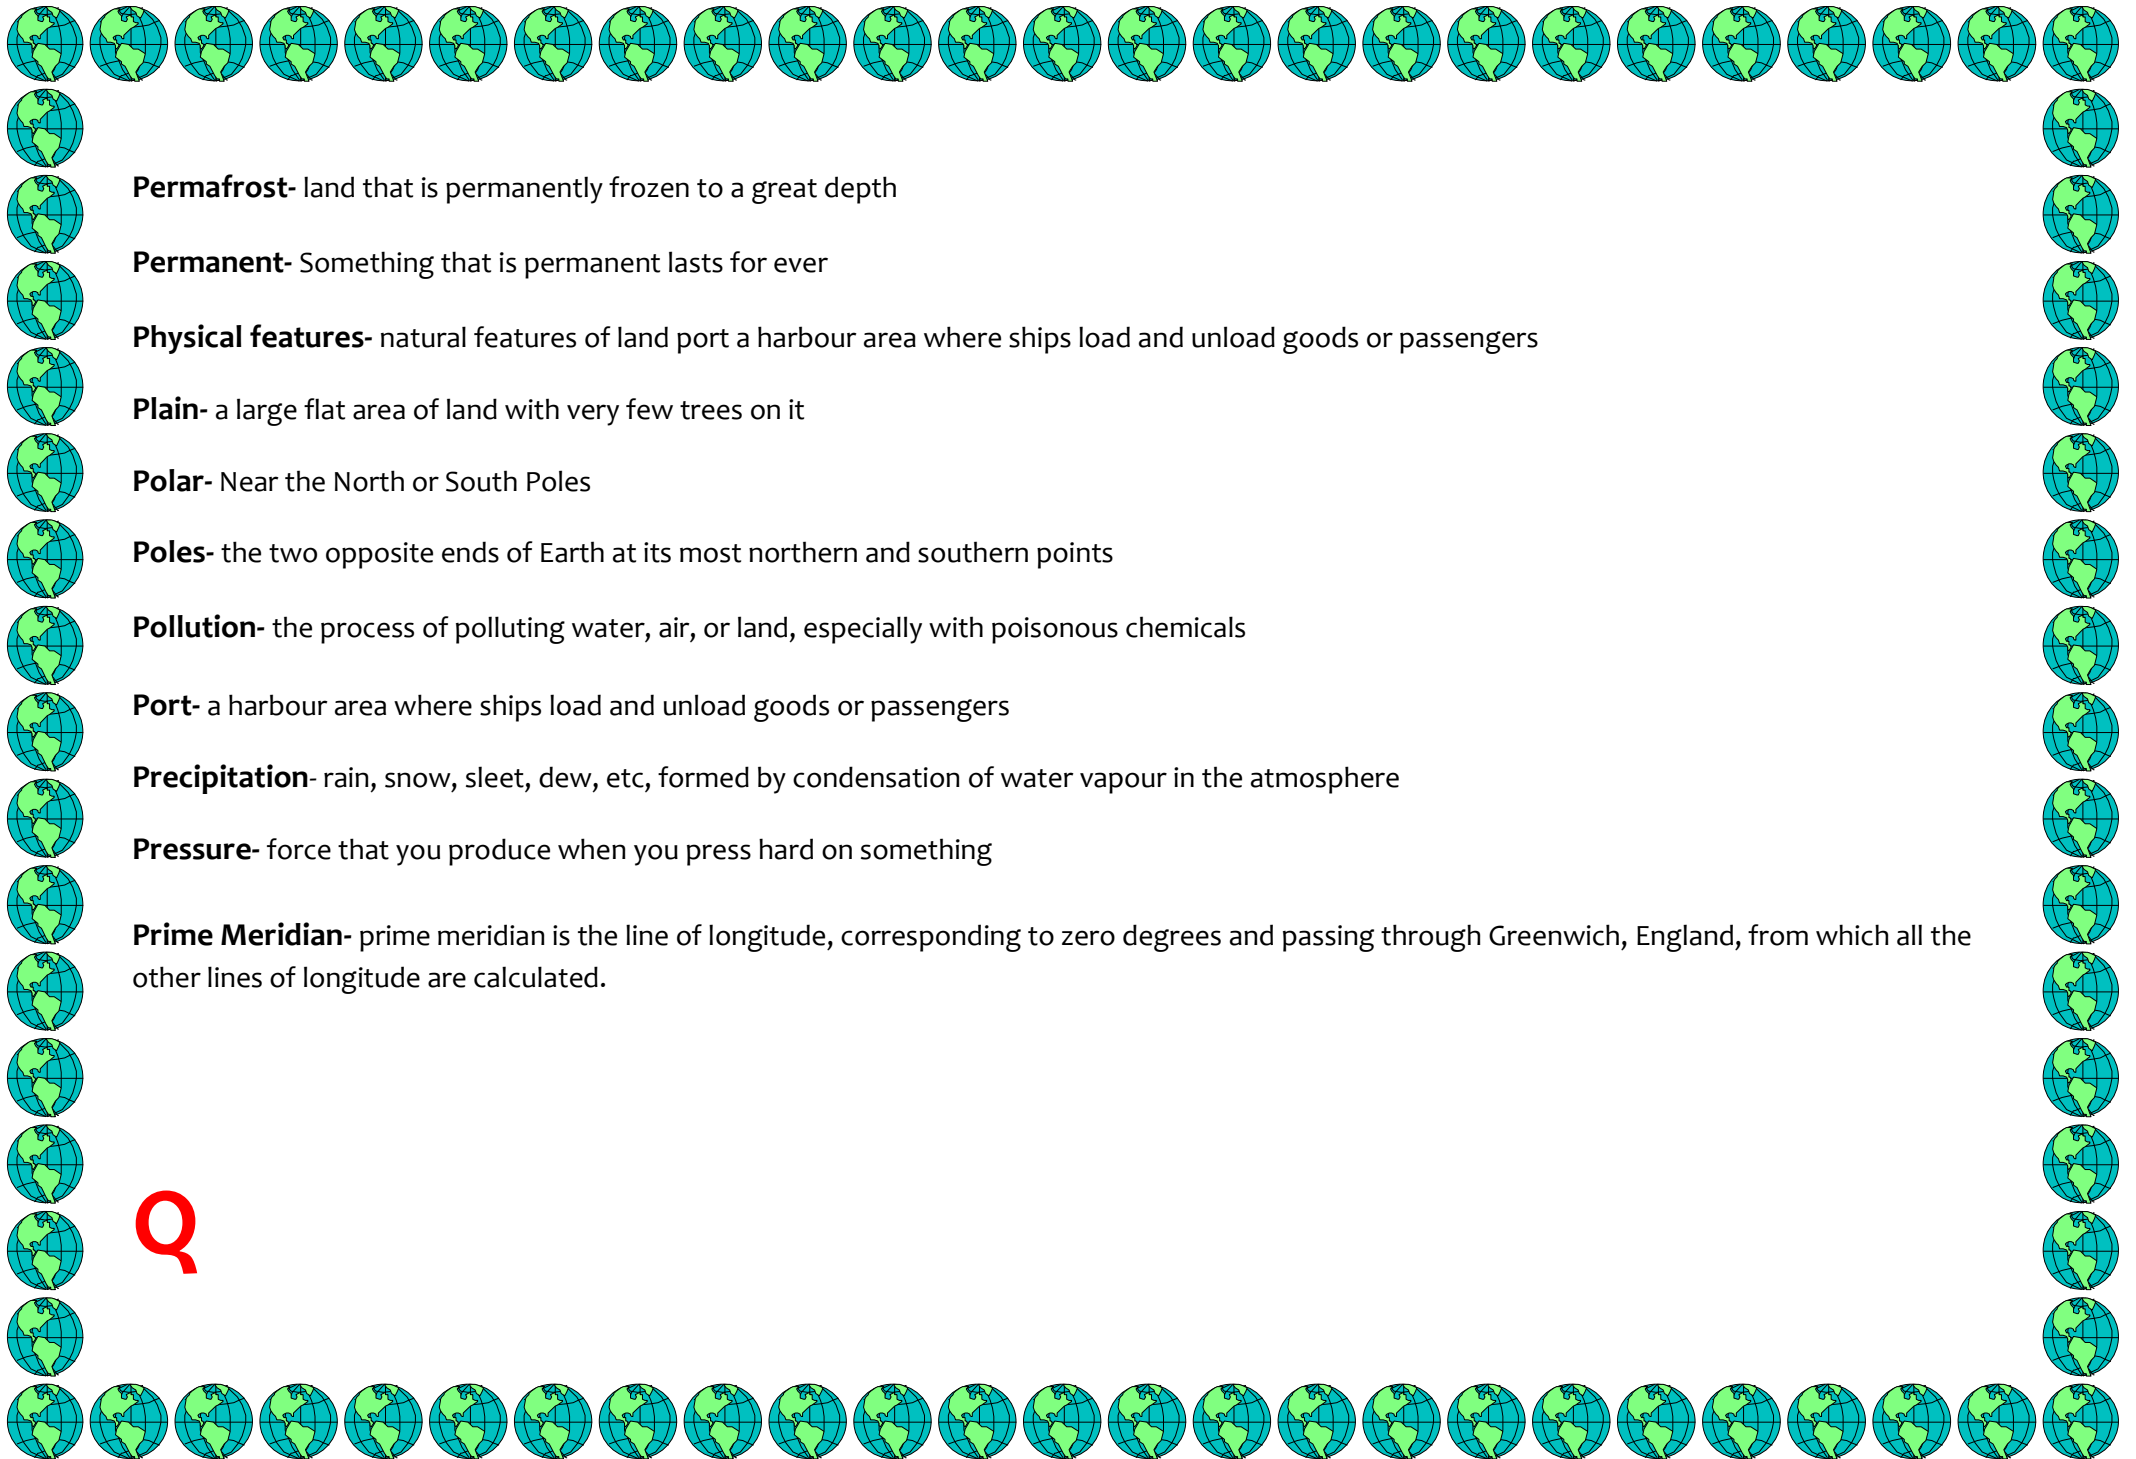 Permafrost- land that is permanently frozen to a great depth
Permanent- Something that is permanent lasts for ever
Physical features- natural features of land port a harbour area where ships load and unload goods or passengers
Plain- a large flat area of land with very few trees on it
Polar- Near the North or South Poles
Poles- the two opposite ends of Earth at its most northern and southern points
Pollution- the process of polluting water, air, or land, especially with poisonous chemicals
Port- a harbour area where ships load and unload goods or passengers
Precipitation- rain, snow, sleet, dew, etc, formed by condensation of water vapour in the atmosphere
Pressure- force that you produce when you press hard on something
Prime Meridian- prime meridian is the line of longitude, corresponding to zero degrees and passing through Greenwich, England, from which all the
other lines of longitude are calculated.
Q